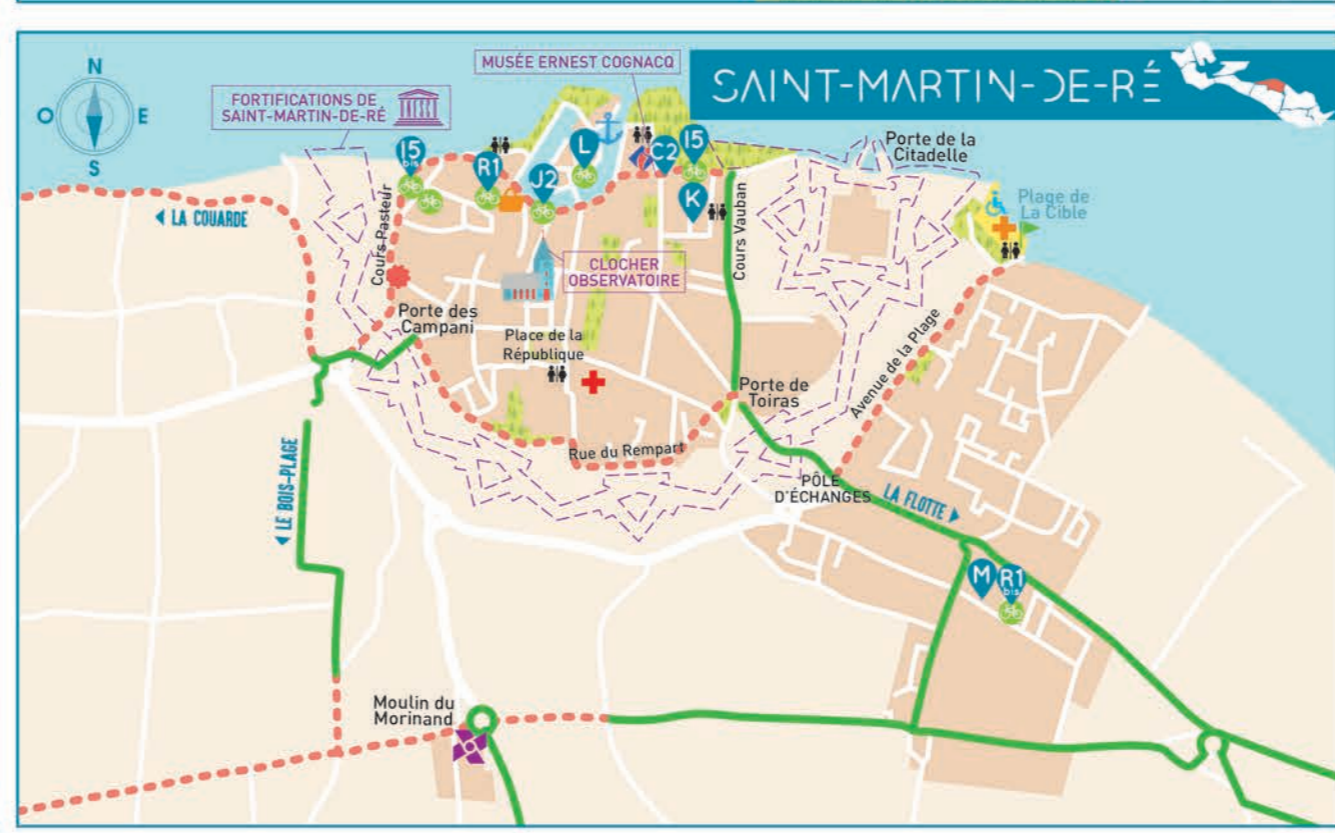 SAINT-MARTIN-DE-RÉ
MUSÉE ERNEST COGNACQ
FORTIFICATIONS DE
SAINT-MARTIN-DE-RÉ
N
O
E
S
Porte de la
Citadelle
I5
bis
R1
J2
L
C2
I5
K
Plage de
La Cible
◄ LA COUARDE
Cours Pasteur
Cours Vauban
CLOCHER
OBSERVATOIRE
Porte des
Campani
Place de la
République
Avenue de la Plage
Porte de
Toiras
Rue du Rempart
◄ LE BOIS-PLAGE
PÔLE
D'ÉCHANGES
LA FLOTTE ►
M
R1
bis
Moulin du
Morinand